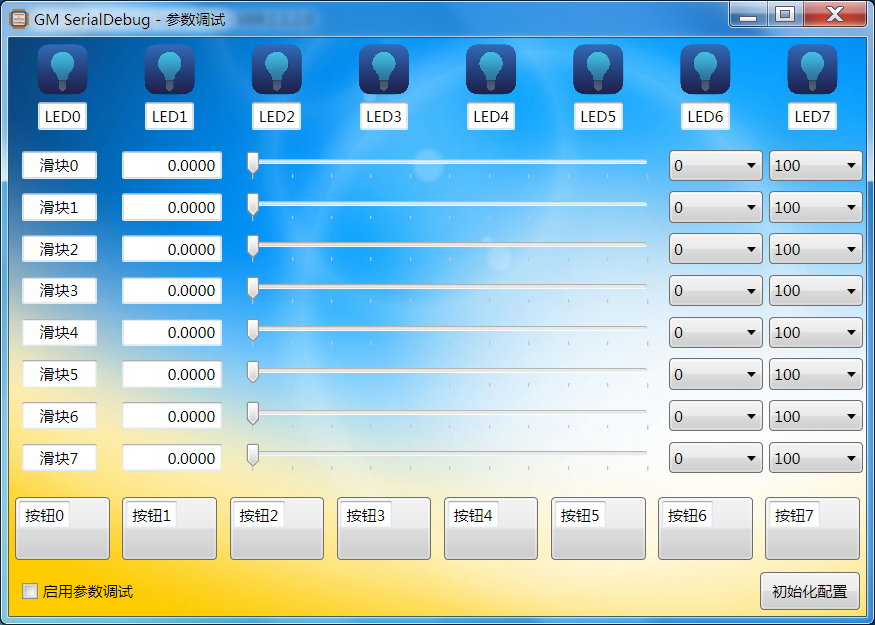 GM SerialDebug - 参数调试
LED0 LED1 LED2 LED3 LED4 LED5 LED6 LED7
滑块0 0.0000 0 100
滑块1 0.0000 0 100
滑块2 0.0000 0 100
滑块3 0.0000 0 100
滑块4 0.0000 0 100
滑块5 0.0000 0 100
滑块6 0.0000 0 100
滑块7 0.0000 0 100
按钮0 按钮1 按钮2 按钮3 按钮4 按钮5 按钮6 按钮7
启用参数调试 初始化配置